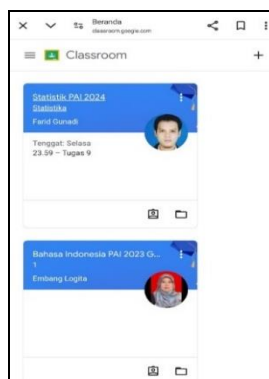 Beranda
classroom.google.com
Classroom
Statistik PAI 2024
Statistika
Farid Gunadi
Tenggat: Selasa
23.59 – Tugas 9
Bahasa Indonesia PAI 2023 G...
1
Embang Logita